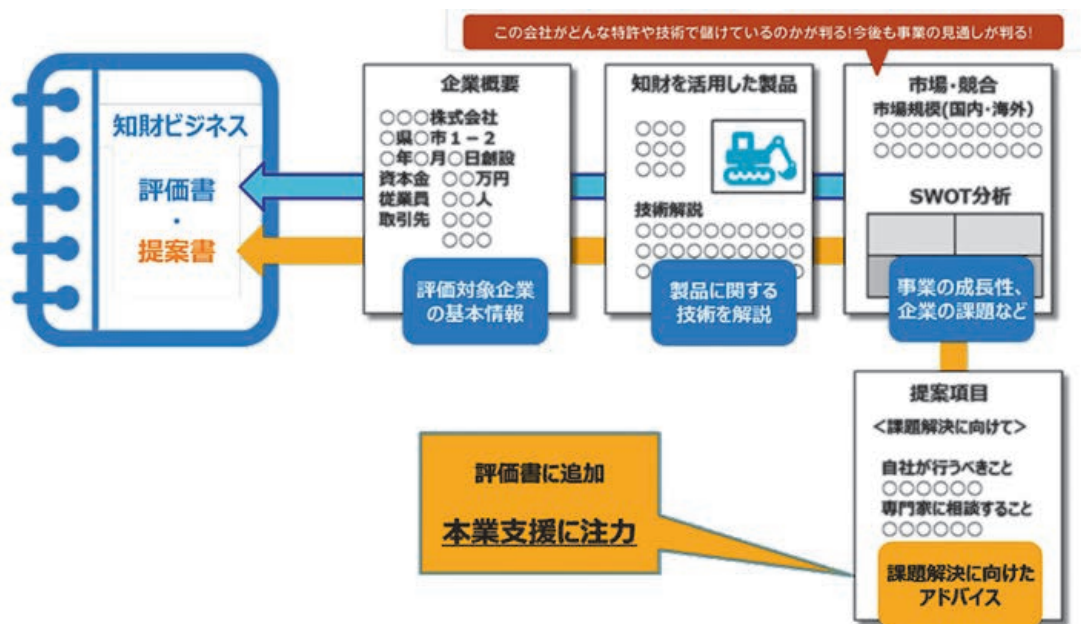 この会社がどんな特許や技術で儲けているのかが判る!今後も事業の見通しが判る!
知財ビジネス
評価書
・
提案書
企業概要
○○○株式会社
○県○市１－２
○年○月○日創設
資本金 ○○万円
従業員 ○○人
取引先 ○○○
○○○
評価対象企業
の基本情報
知財を活用した製品
○○○
○○○
○○○
技術解説
○○○○○○○○○○
○○○○○○○○○○
製品に関する
技術を解説
市場・競合
市場規模(国内・海外)
○○○○○○○○○○
○○○○○○○○○○
SWOT分析
事業の成長性、
企業の課題など
提案項目
＜課題解決に向けて＞
自社が行うべきこと
○○○○○○
専門家に相談すること
○○○○○○
課題解決に向けた
アドバイス
評価書に追加
本業支援に注力